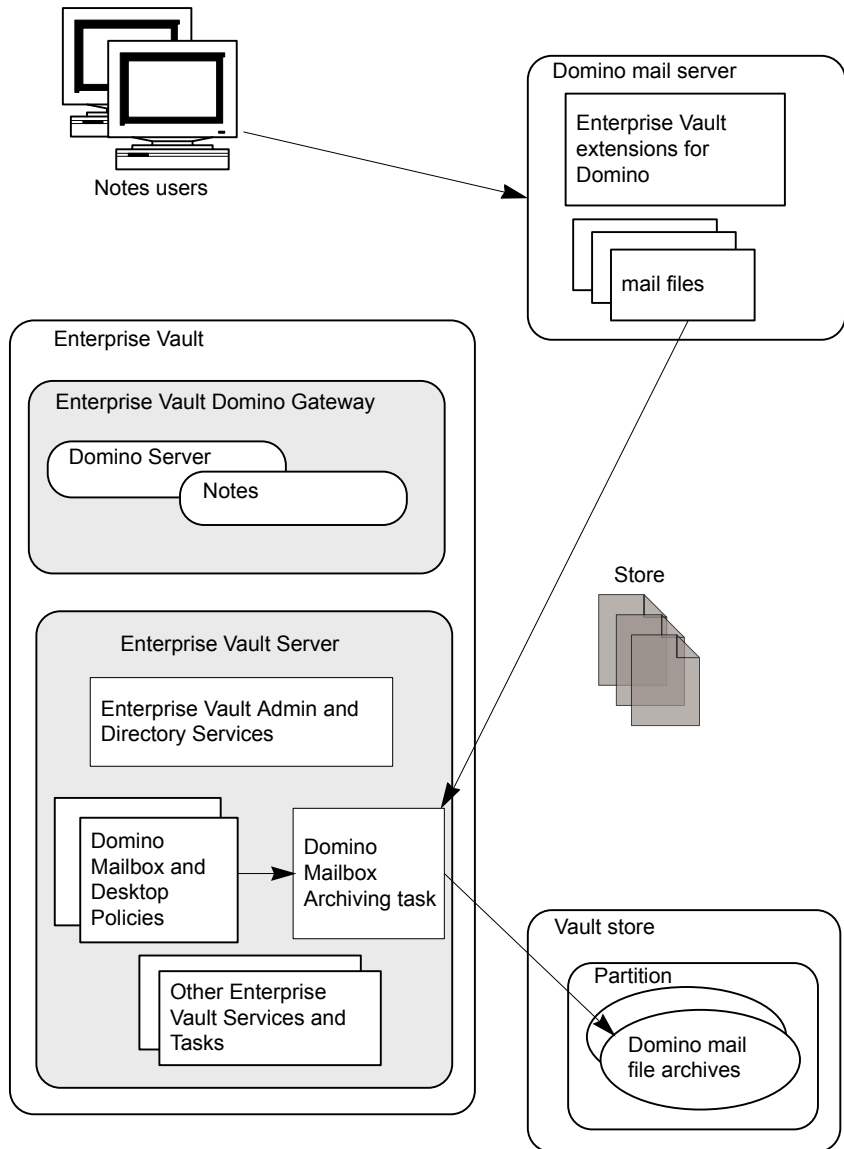 Notes users
Domino mail server
Enterprise Vault
extensions for
Domino
mail files
Enterprise Vault
Enterprise Vault Domino Gateway
Domino Server
Notes
Store
Enterprise Vault Server
Enterprise Vault Admin and
Directory Services
Domino
Mailbox and
Desktop
Policies
Domino
Mailbox
Archiving task
Other Enterprise
Vault Services and
Tasks
Vault store
Partition
Domino mail
file archives